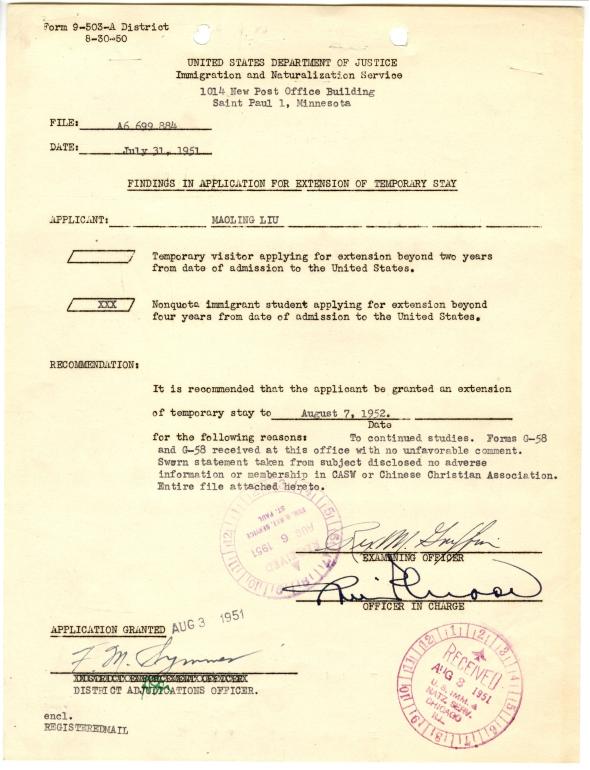 Form 9-503-A District
8-30-50
UNITED STATES DEPARTMENT OF JUSTICE
Immigration and Naturalization Service
1014 New Post Office Building
Saint Paul 1, Minnesota
FILE: A6 699 884
DATE: July 31, 1951
FINDINGS IN APPLICATION FOR EXTENSION OF TEMPORARY STAY
APPLICANT: MAOLING LIU
Temporary visitor applying for extension beyond two years
from date of admission to the United States.
XXX Nonquota immigrant student applying for extension beyond
four years from date of admission to the United States.
RECOMMENDATION:
It is recommended that the applicant be granted an extension
of temporary stay to August 7, 1952.
Date
for the following reasons: To continued studies. Forms G-58
and G-58 received at this office with no unfavorable comment.
Sworn statement taken from subject disclosed no adverse
information or membership in CASW or Chinese Christian Association.
Entire file attached hereto.
RECEIVED
AUG 6 1951
IMM. & NAT. SERVICE
ST. PAUL
EXAMINING OFFICER
OFFICER IN CHARGE
APPLICATION GRANTED AUG 3 1951
DISTRICT ENFORCEMENT OFFICER
DISTRICT ADJUDICATIONS OFFICER.
RECEIVED
AUG 3 1951
U.S. IMM. &
NATZ. SERV.
CHICAGO
ILL.
encl.
REGISTEREDMAIL